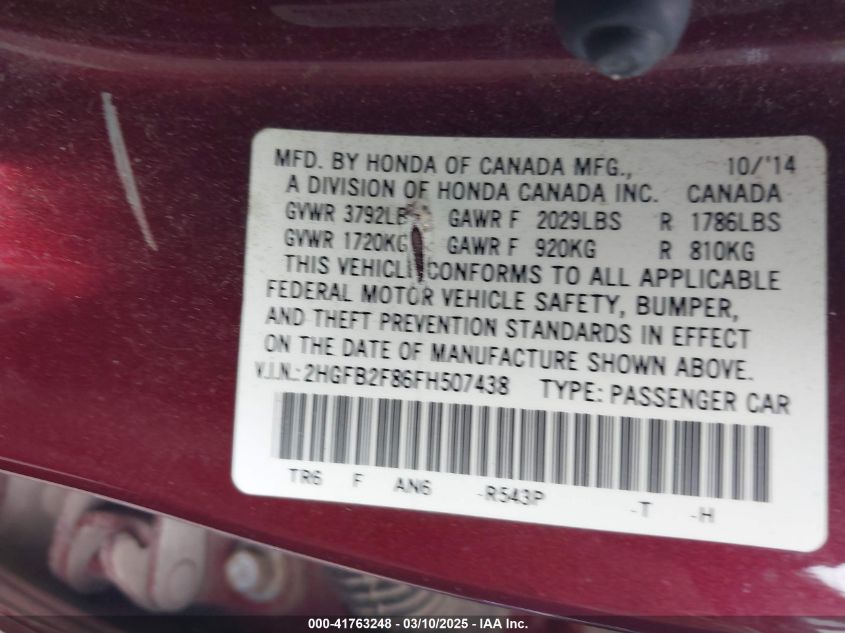 MFD. BY HONDA OF CANADA MFG., 10/'14
A DIVISION OF HONDA CANADA INC. CANADA
GVWR 3792LB GAWR F 2029LBS R 1786LBS
GVWR 1720KG GAWR F 920KG R 810KG
THIS VEHICLE CONFORMS TO ALL APPLICABLE
FEDERAL MOTOR VEHICLE SAFETY, BUMPER,
AND THEFT PREVENTION STANDARDS IN EFFECT
ON THE DATE OF MANUFACTURE SHOWN ABOVE.
V.I.N.: 2HGFB2F86FH507438 TYPE: PASSENGER CAR
TR6 F AN6 -R543P -T -H
000-41763248 - 03/10/2025 - IAA Inc.